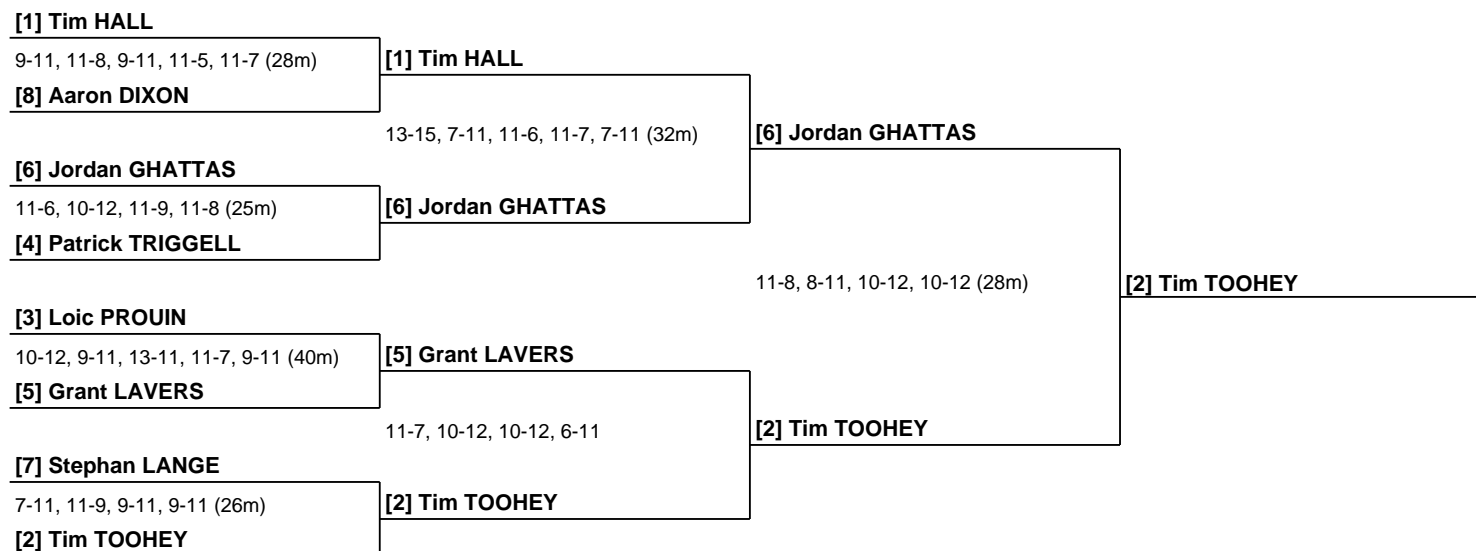 [1] Tim HALL
9-11, 11-8, 9-11, 11-5, 11-7 (28m)
[8] Aaron DIXON
[1] Tim HALL
13-15, 7-11, 11-6, 11-7, 7-11 (32m)
[6] Jordan GHATTAS
[6] Jordan GHATTAS
11-6, 10-12, 11-9, 11-8 (25m)
[4] Patrick TRIGGELL
[6] Jordan GHATTAS
11-8, 8-11, 10-12, 10-12 (28m)
[2] Tim TOOHEY
[3] Loic PROUIN
10-12, 9-11, 13-11, 11-7, 9-11 (40m)
[5] Grant LAVERS
[5] Grant LAVERS
11-7, 10-12, 10-12, 6-11
[2] Tim TOOHEY
[7] Stephan LANGE
7-11, 11-9, 9-11, 9-11 (26m)
[2] Tim TOOHEY
[2] Tim TOOHEY